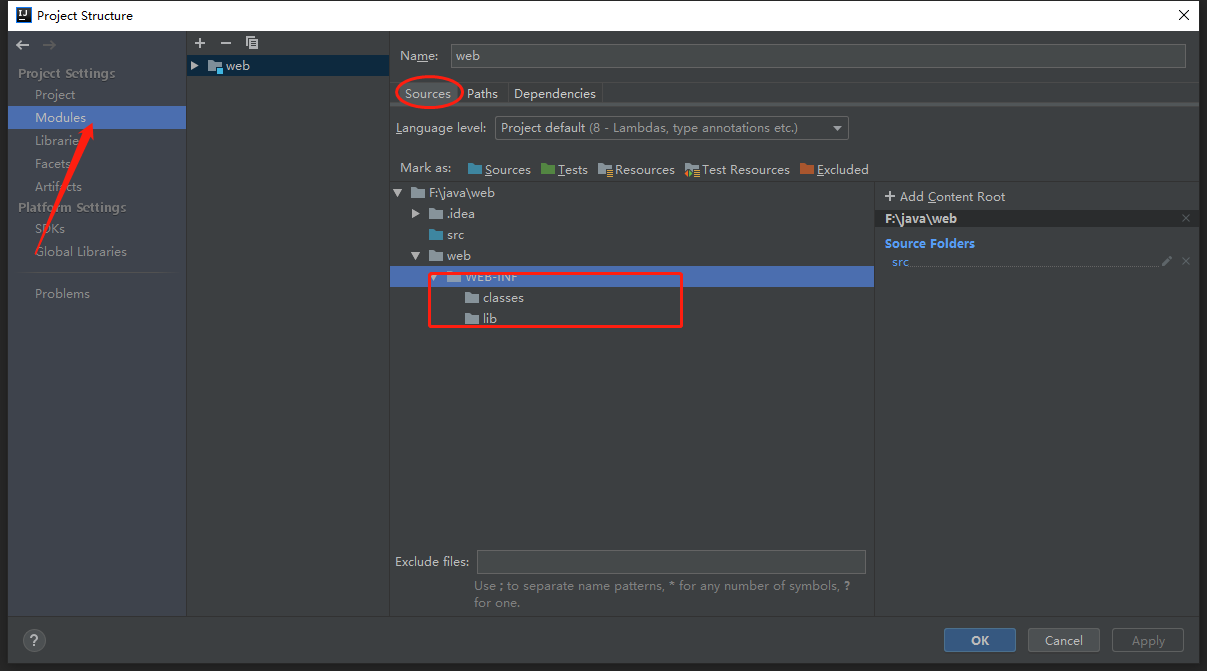 Project Structure
Project Settings
Project
Modules
Libraries
Facets
Artifacts
Platform Settings
SDKs
Global Libraries
Problems
web
Name: web
Sources Paths Dependencies
Language level: Project default (8 - Lambdas, type annotations etc.)
Mark as: Sources Tests Resources Test Resources Excluded
F:\java\web
.idea
src
web
WEB-INF
classes
lib
Add Content Root
F:\java\web
Source Folders
src
Exclude files:
Use ; to separate name patterns, * for any number of symbols, ?
for one.
? OK Cancel Apply